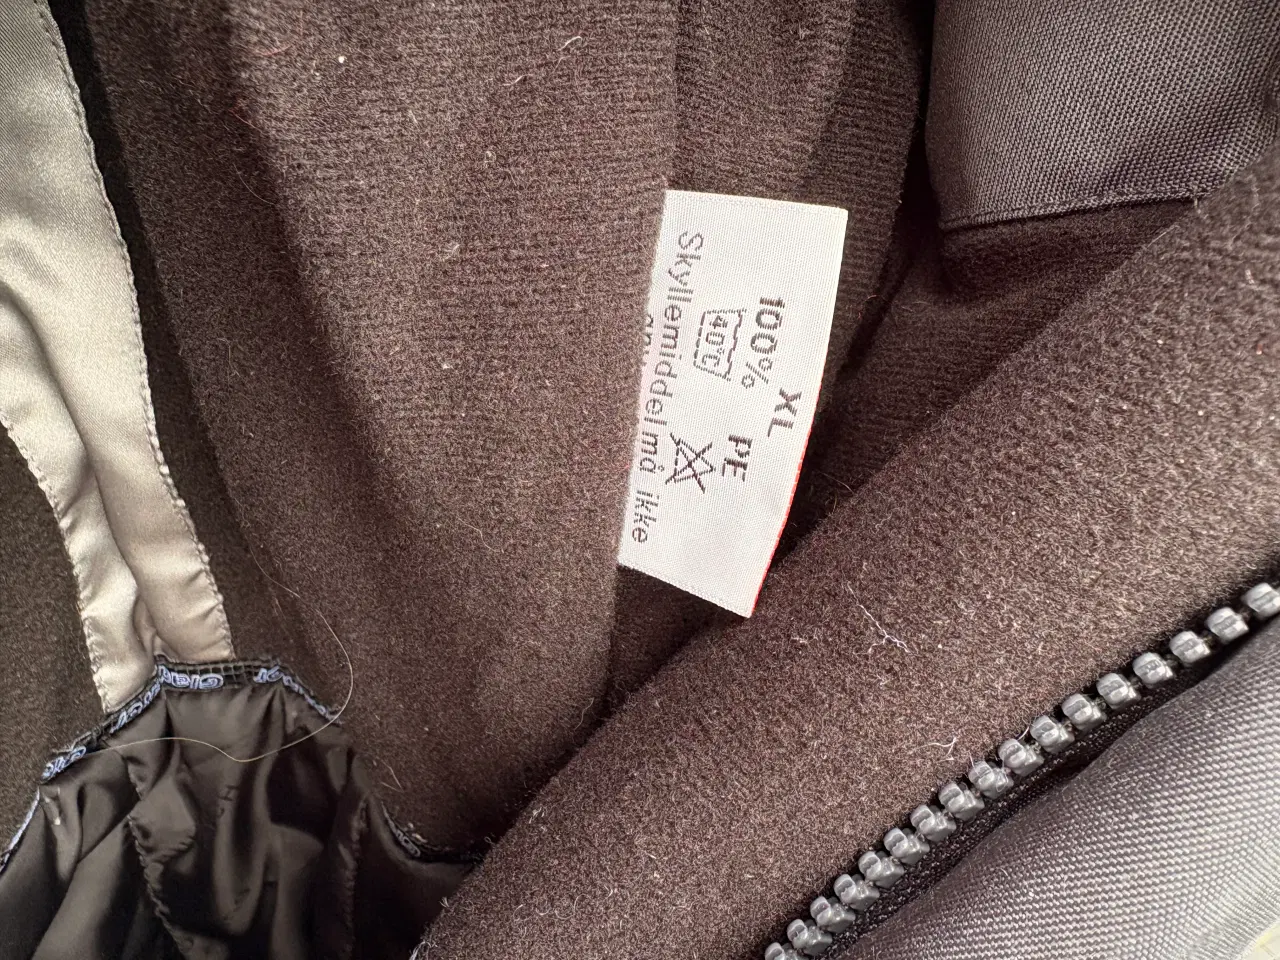 XL
100% PE
40°C
Skyllemiddel må ikke